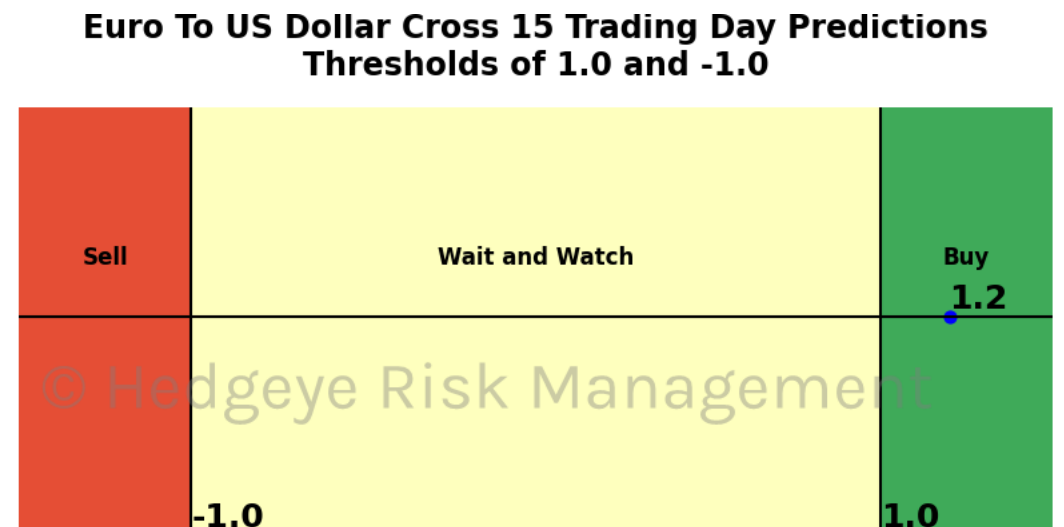 Euro To US Dollar Cross 15 Trading Day Predictions
Thresholds of 1.0 and -1.0
Sell
Wait and Watch
Buy
1.2
© Hedgeye Risk Management
-1.0
1.0